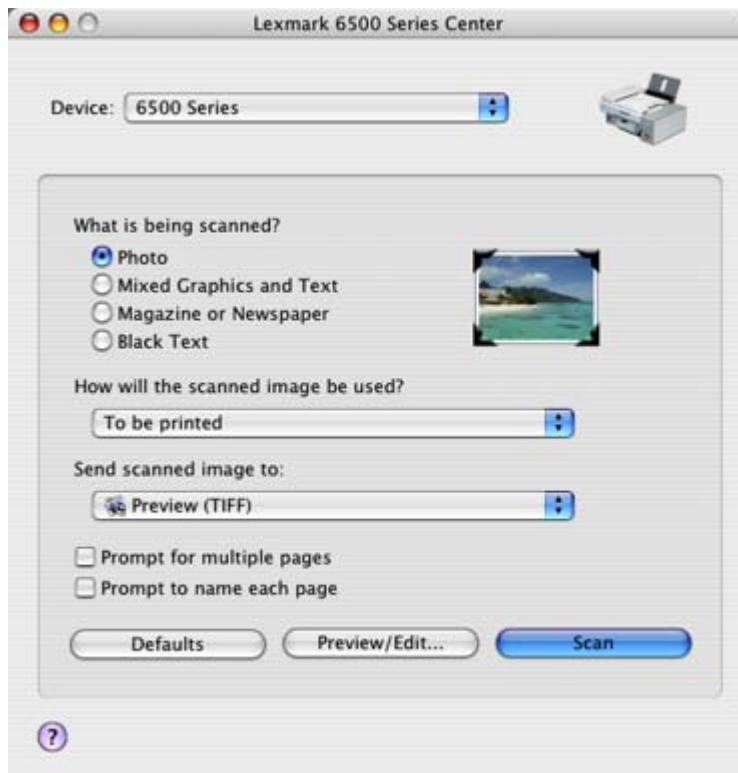 Lexmark 6500 Series Center
Device: 6500 Series
What is being scanned?
Photo
Mixed Graphics and Text
Magazine or Newspaper
Black Text
How will the scanned image be used?
To be printed
Send scanned image to:
Preview (TIFF)
Prompt for multiple pages
Prompt to name each page
Defaults Preview/Edit... Scan
?